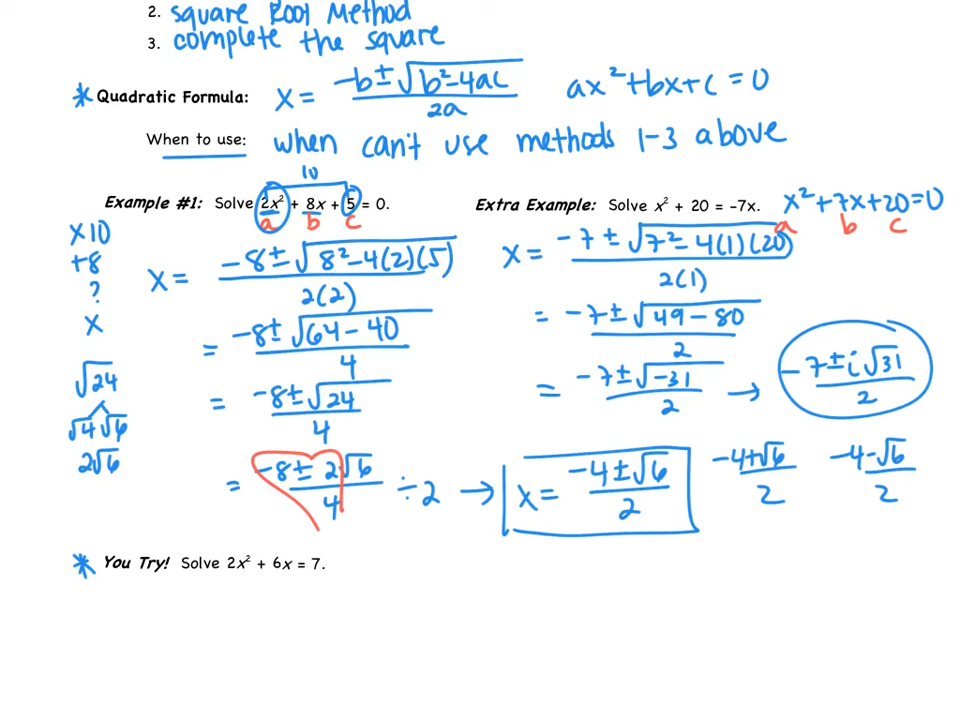 2. square Root Method
3. complete the square
* Quadratic Formula: x = (-b ± √(b² - 4ac)) / 2a   ax² + bx + c = 0
When to use: when can't use methods 1-3 above
10
Example #1: Solve 2x² + 8x + 5 = 0.
a b c
x10
+8
?
x
x = (-8 ± √(8² - 4(2)(5))) / 2(2)
= (-8 ± √(64 - 40)) / 4
√24
√4 √6
2√6
= (-8 ± √24) / 4
= (-8 ± 2√6) / 4 ÷2 → x = (-4 ± √6) / 2
(-4+√6) / 2   (-4-√6) / 2
Extra Example: Solve x² + 20 = -7x. x² + 7x + 20 = 0
a b c
x = (-7 ± √(7² - 4(1)(20))) / 2(1)
= (-7 ± √(49 - 80)) / 2
= (-7 ± √-31) / 2 → (-7 ± i√31) / 2
* You Try! Solve 2x² + 6x = 7.